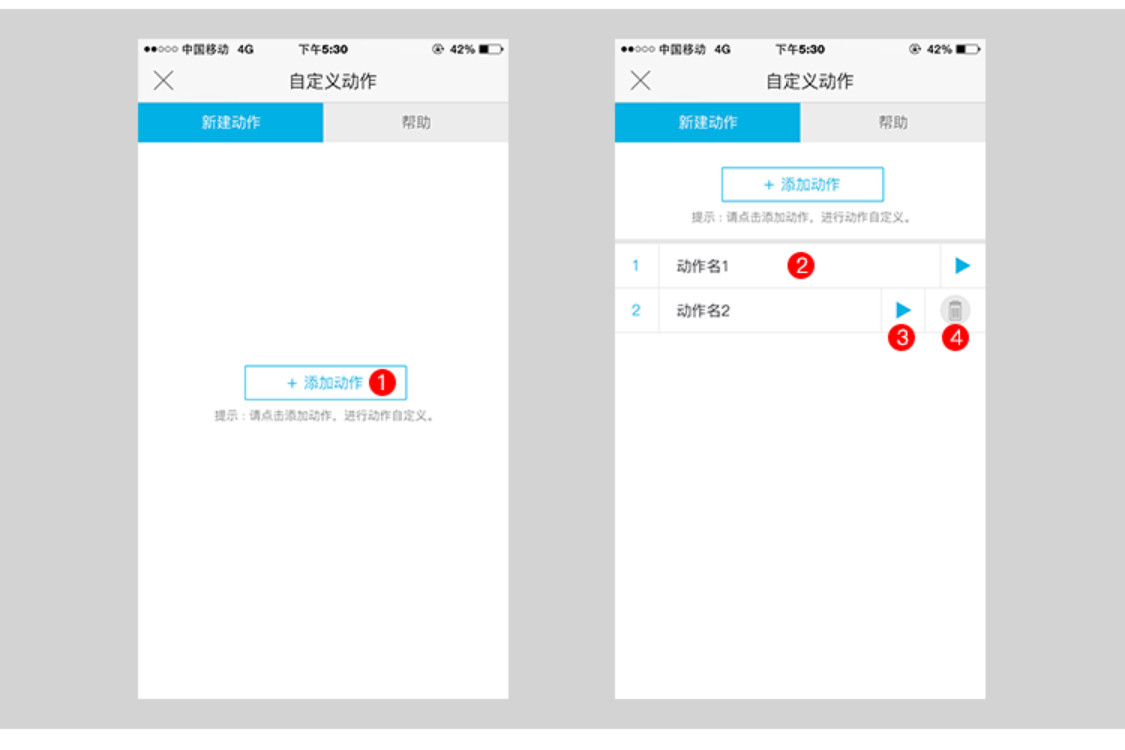 中国移动 4G 下午5:30 42%
自定义动作
新建动作 帮助
+ 添加动作 1
提示：请点击添加动作，进行动作自定义。
中国移动 4G 下午5:30 42%
自定义动作
新建动作 帮助
+ 添加动作
提示：请点击添加动作，进行动作自定义。
1 动作名1 2
2 动作名2
3 4